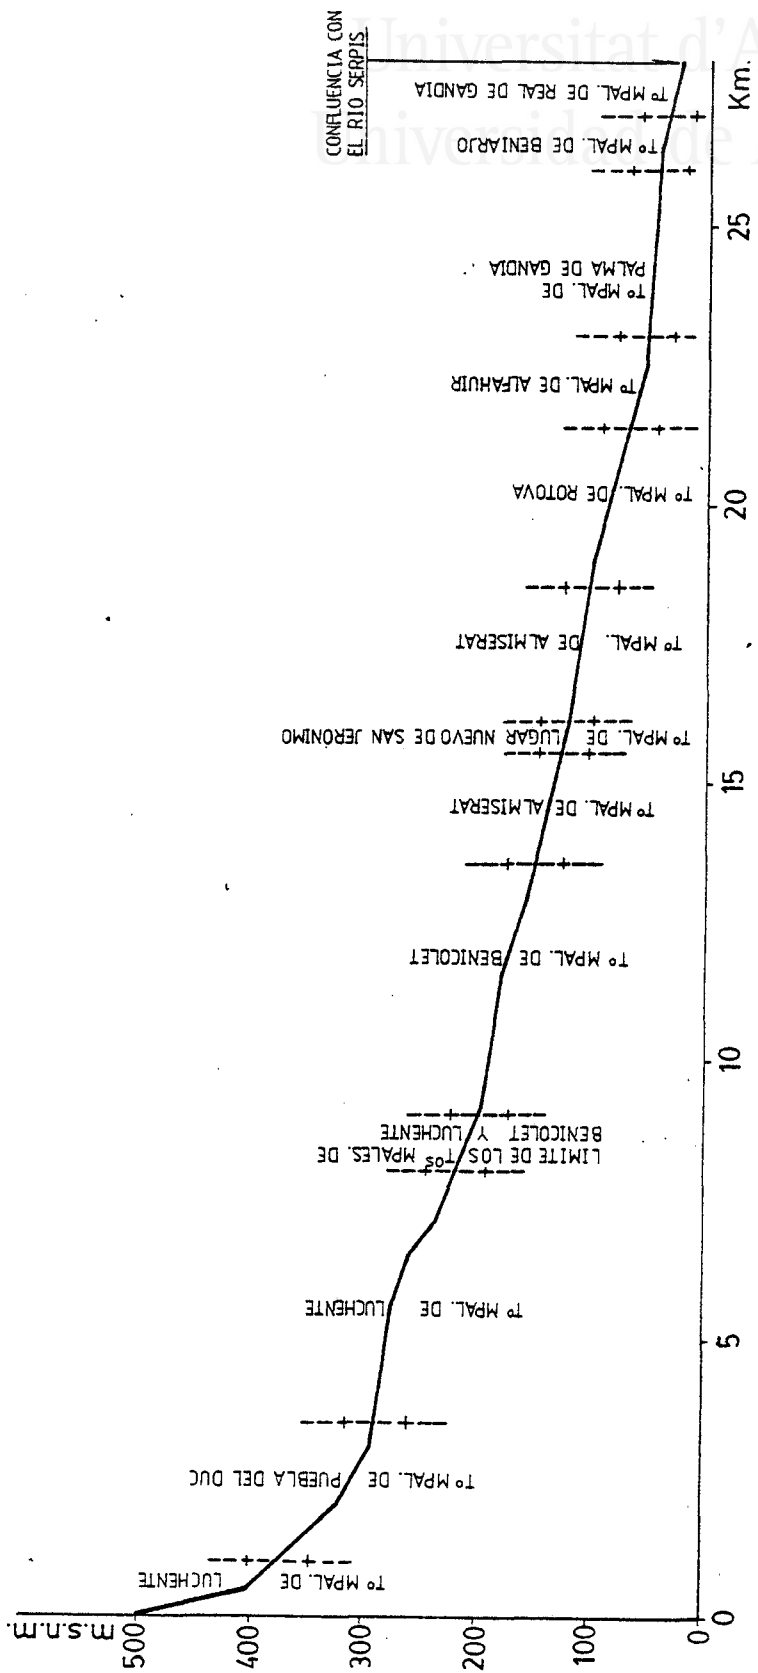 Universitat d'A
Universidad de A
m.s.n.m.
500
400
300
200
100
0
5
10
15
20
25
Km.
Tº MPAL. DE LUCHENTE
Tº MPAL. DE PUEBLA DEL DUC
Tº MPAL. DE LUCHENTE
LIMITE DE LOS Tos MPALES. DE
BENICOLET Y LUCHENTE
Tº MPAL. DE BENICOLET
Tº MPAL. DE ALMISERAT
Tº MPAL. DE LUGAR NUEVO DE SAN JERÓNIMO
Tº MPAL. DE ALMISERAT
Tº MPAL. DE ROTOVA
Tº MPAL. DE ALFAHUIR
Tº MPAL. DE
PALMA DE GANDIA
Tº MPAL. DE BENIARJO
Tº MPAL. DE REAL DE GANDIA
CONFLUENCIA CON
EL RIO SERPIS